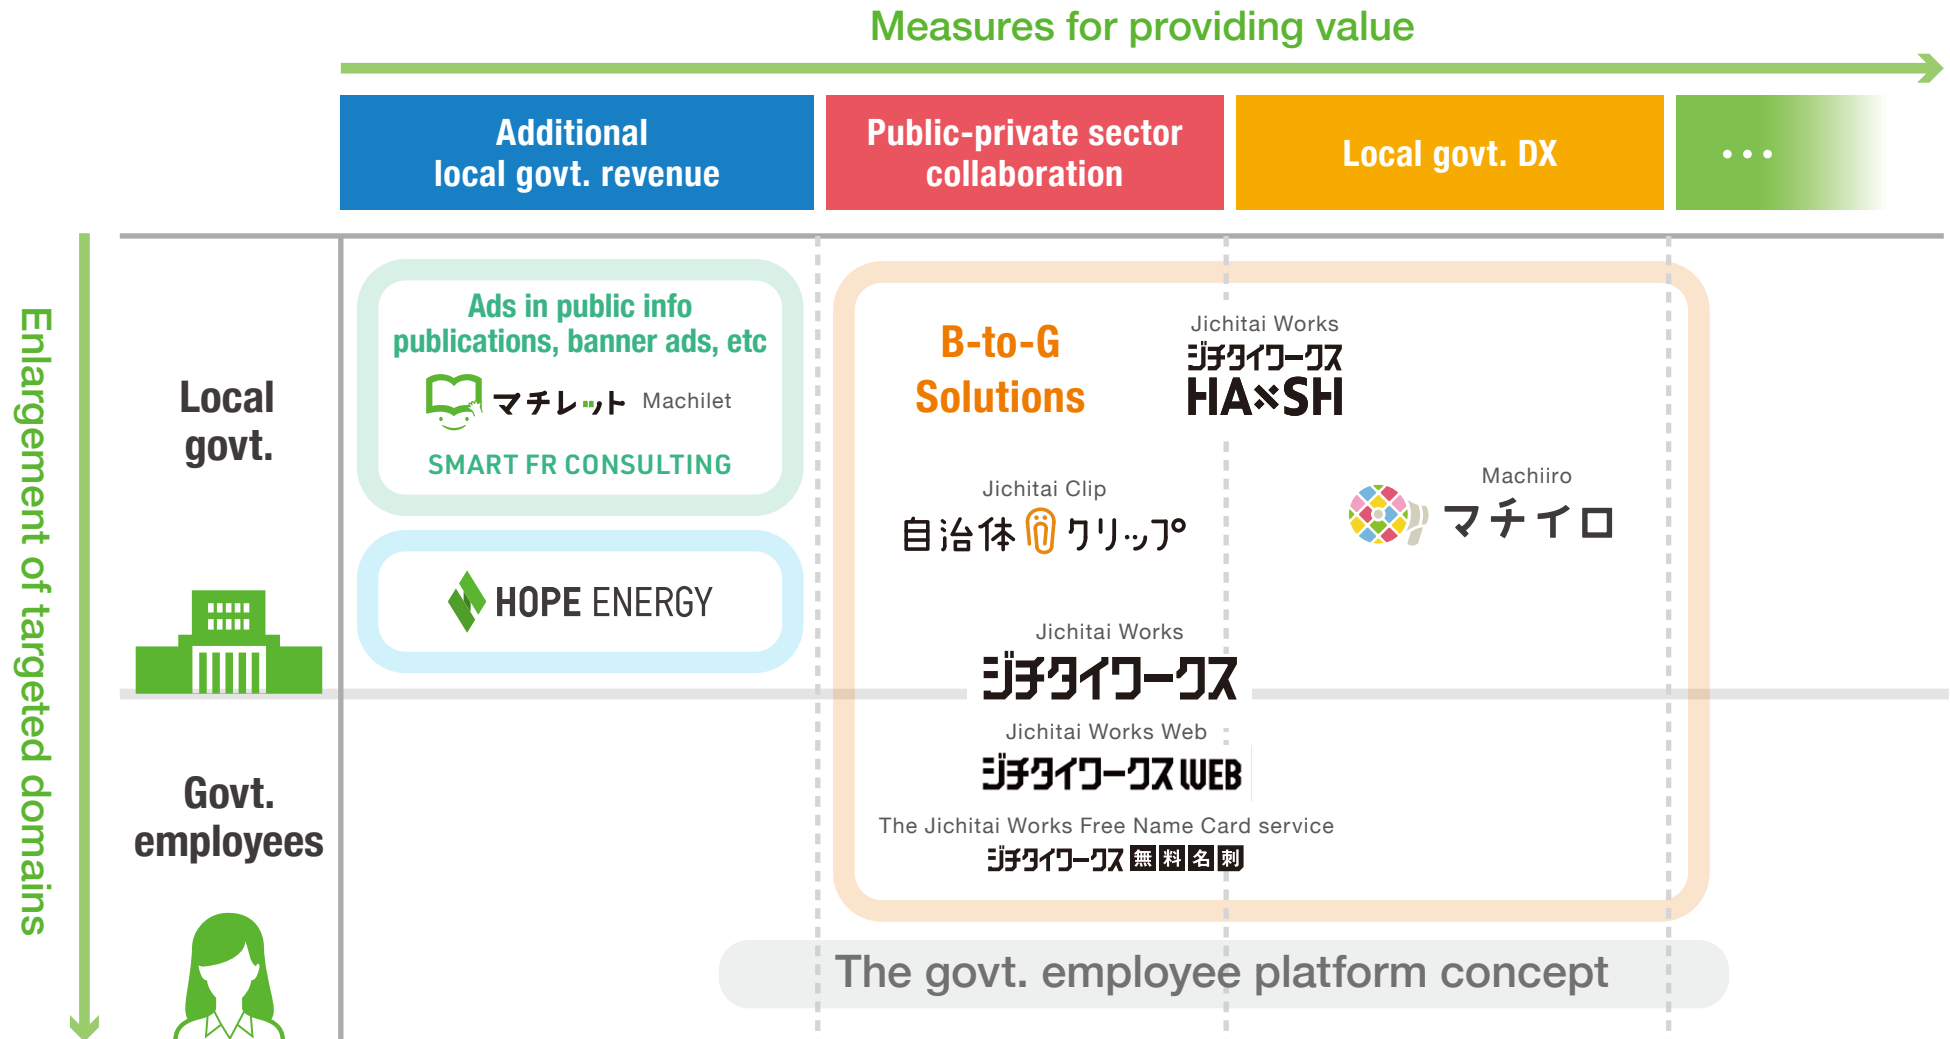 Measures for providing value
Additional
local govt. revenue
Public-private sector
collaboration
Local govt. DX
...
Enlargement of targeted domains
Local
govt.
Ads in public info
publications, banner ads, etc
マチレット Machilet
SMART FR CONSULTING
HOPE ENERGY
B-to-G
Solutions
Jichitai Works
ジチタイワークス
HA×SH
Jichitai Clip
自治体クリップ
Machiiro
マチイロ
Jichitai Works
ジチタイワークス
Govt.
employees
Jichitai Works Web
ジチタイワークス WEB
The Jichitai Works Free Name Card service
ジチタイワークス 無料名刺
The govt. employee platform concept